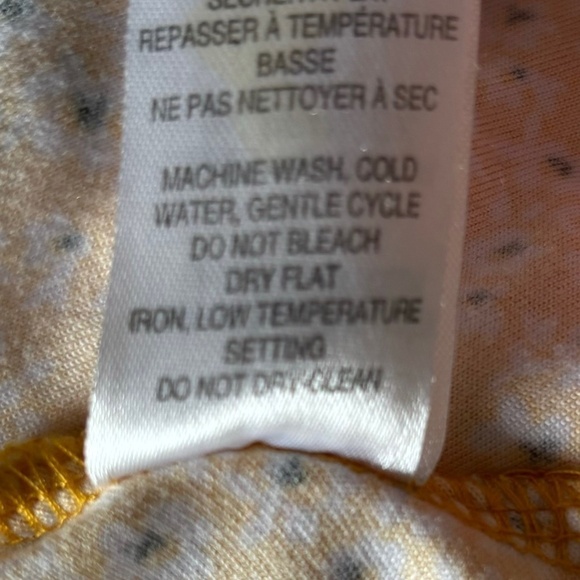 REPASSER À TEMPÉRATURE
BASSE
NE PAS NETTOYER À SEC
MACHINE WASH, COLD
WATER, GENTLE CYCLE
DO NOT BLEACH
DRY FLAT
IRON, LOW TEMPERATURE
SETTING
DO NOT DRY-CLEAN